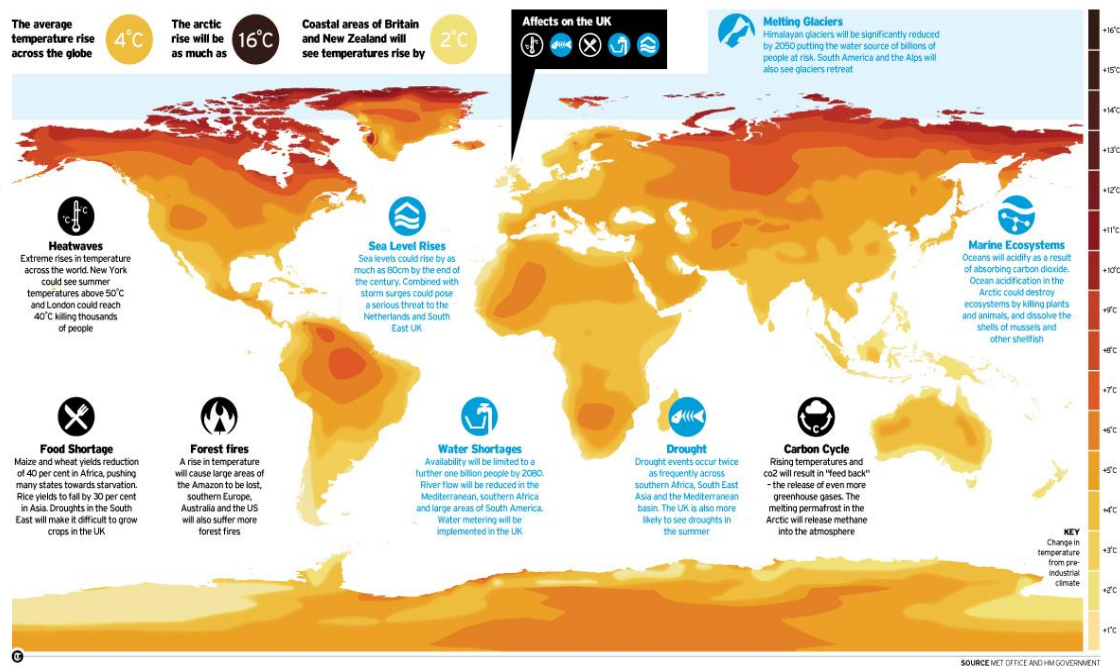 The average
temperature rise
across the globe
4°C
The arctic
rise will be
as much as
16°C
Coastal areas of Britain
and New Zealand will
see temperatures rise by
2°C
Affects on the UK
Melting Glaciers
Himalayan glaciers will be significantly reduced
by 2050 putting the water source of billions of
people at risk. South America and the Alps will
also see glaciers retreat
°C °C
Heatwaves
Extreme rises in temperature
across the world. New York
could see summer
temperatures above 50°C
and London could reach
40°C killing thousands
of people
Sea Level Rises
Sea levels could rise by as
much as 80cm by the end of
the century. Combined with
storm surges could pose
a serious threat to the
Netherlands and South
East UK
Marine Ecosystems
Oceans will acidify as a result
of absorbing carbon dioxide.
Ocean acidification in the
Arctic could destroy
ecosystems by killing plants
and animals, and dissolve the
shells of mussels and
other shellfish
Food Shortage
Maize and wheat yields reduction
of 40 per cent in Africa, pushing
many states towards starvation.
Rice yields to fall by 30 per cent
in Asia. Droughts in the South
East will make it difficult to grow
crops in the UK
Forest fires
A rise in temperature
will cause large areas of
the Amazon to be lost,
southern Europe,
Australia and the US
will also suffer more
forest fires
Water Shortages
Availability will be limited to a
further one billion people by 2080.
River flow will be reduced in the
Mediterranean, southern Africa
and large areas of South America.
Water metering will be
implemented in the UK
Drought
Drought events occur twice
as frequently across
southern Africa, South East
Asia and the Mediterranean
basin. The UK is also more
likely to see droughts in
the summer
C
Carbon Cycle
Rising temperatures and
co2 will result in "feed back"
- the release of even more
greenhouse gases. The
melting permafrost in the
Arctic will release methane
into the atmosphere
+16°C
+15°C
+14°C
+13°C
+12°C
+11°C
+10°C
+9°C
+8°C
+7°C
+6°C
+5°C
+4°C
+3°C
+2°C
+1°C
KEY
Change in
temperature
from pre-
industrial
climate
SOURCE MET OFFICE AND HM GOVERNMENT